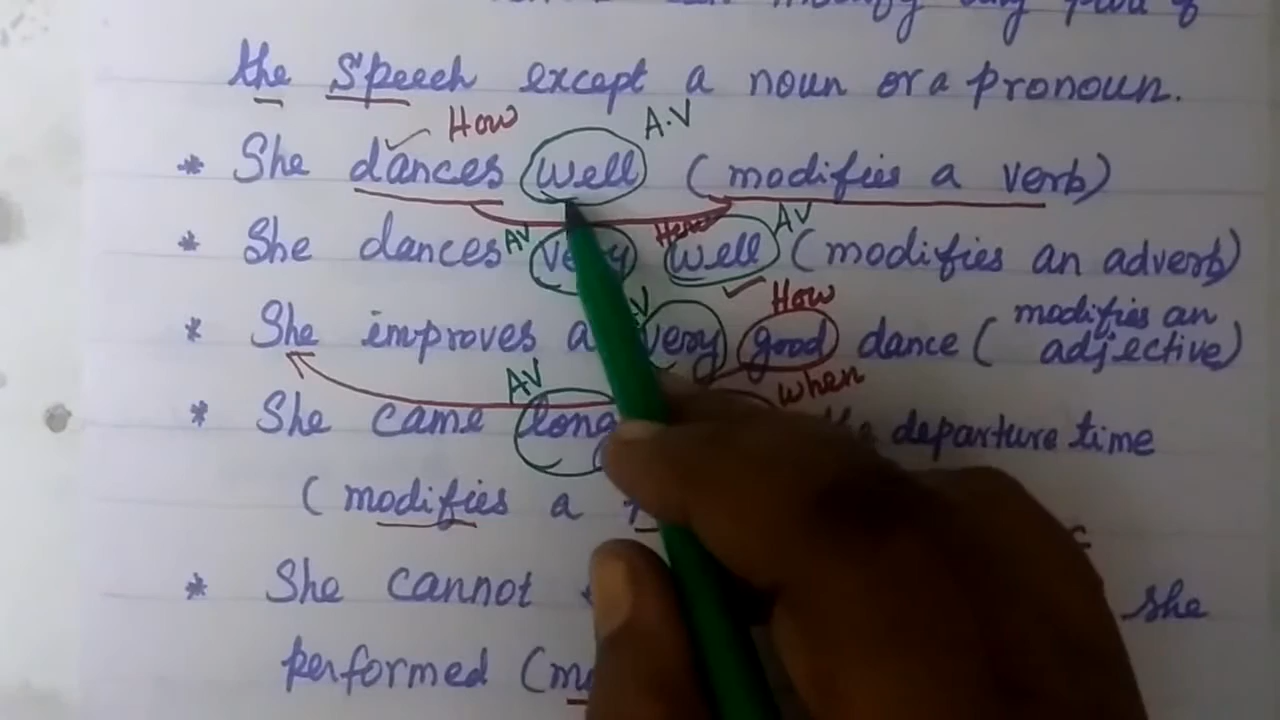 modify any
the Speech except a noun or a pronoun.
How A.V
* She dances well (modifies a verb)
AV AV
* She dances very well (modifies an adverb)
How
* She improves a very good dance (modifies an adjective)
AV when
* She came long departure time
(modifies a
* She cannot she
performed